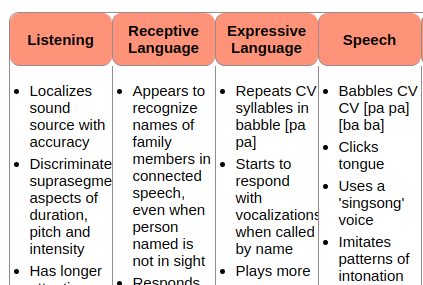 Listening
Localizes
sound
source with
accuracy
Discriminate
suprasegme
aspects of
duration,
pitch and
intensity
Has longer
Receptive
Language
Appears to
recognize
names of
family
members in
connected
speech,
even when
person
named is
not in sight
Responds
Expressive
Language
Repeats CV
syllables in
babble [pa
pa]
Starts to
respond
with
vocalizations
when called
by name
Plays more
Speech
Babbles CV
CV [pa pa]
[ba ba]
Clicks
tongue
Uses a
'singsong'
voice
Imitates
patterns of
intonation